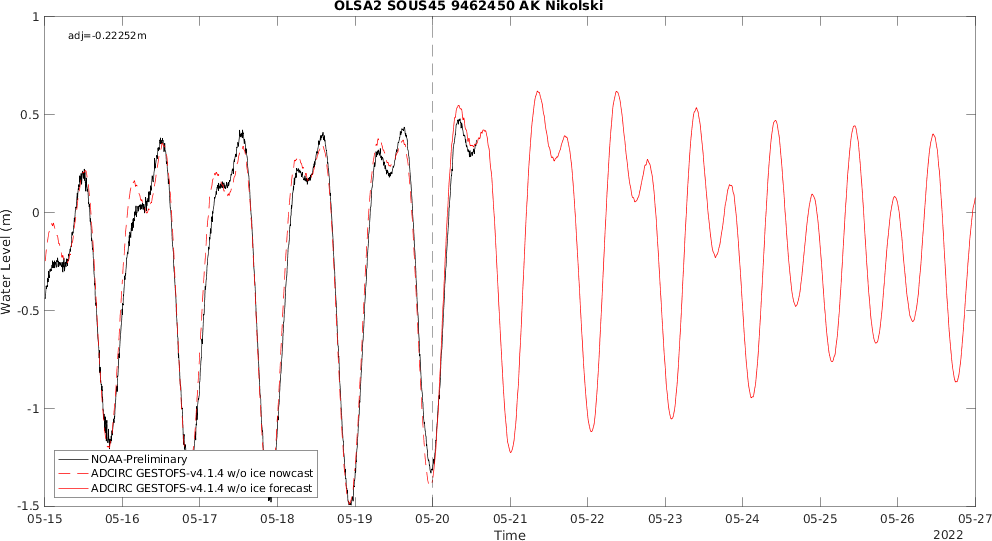 OLSA2 SOUS45 9462450 AK Nikolski
adj=-0.22252m
1
0.5
0
-0.5
-1
-1.5
Water Level (m)
NOAA-Preliminary
ADCIRC GESTOFS-v4.1.4 w/o ice nowcast
ADCIRC GESTOFS-v4.1.4 w/o ice forecast
05-15 05-16 05-17 05-18 05-19 05-20 05-21 05-22 05-23 05-24 05-25 05-26 05-27
Time
2022